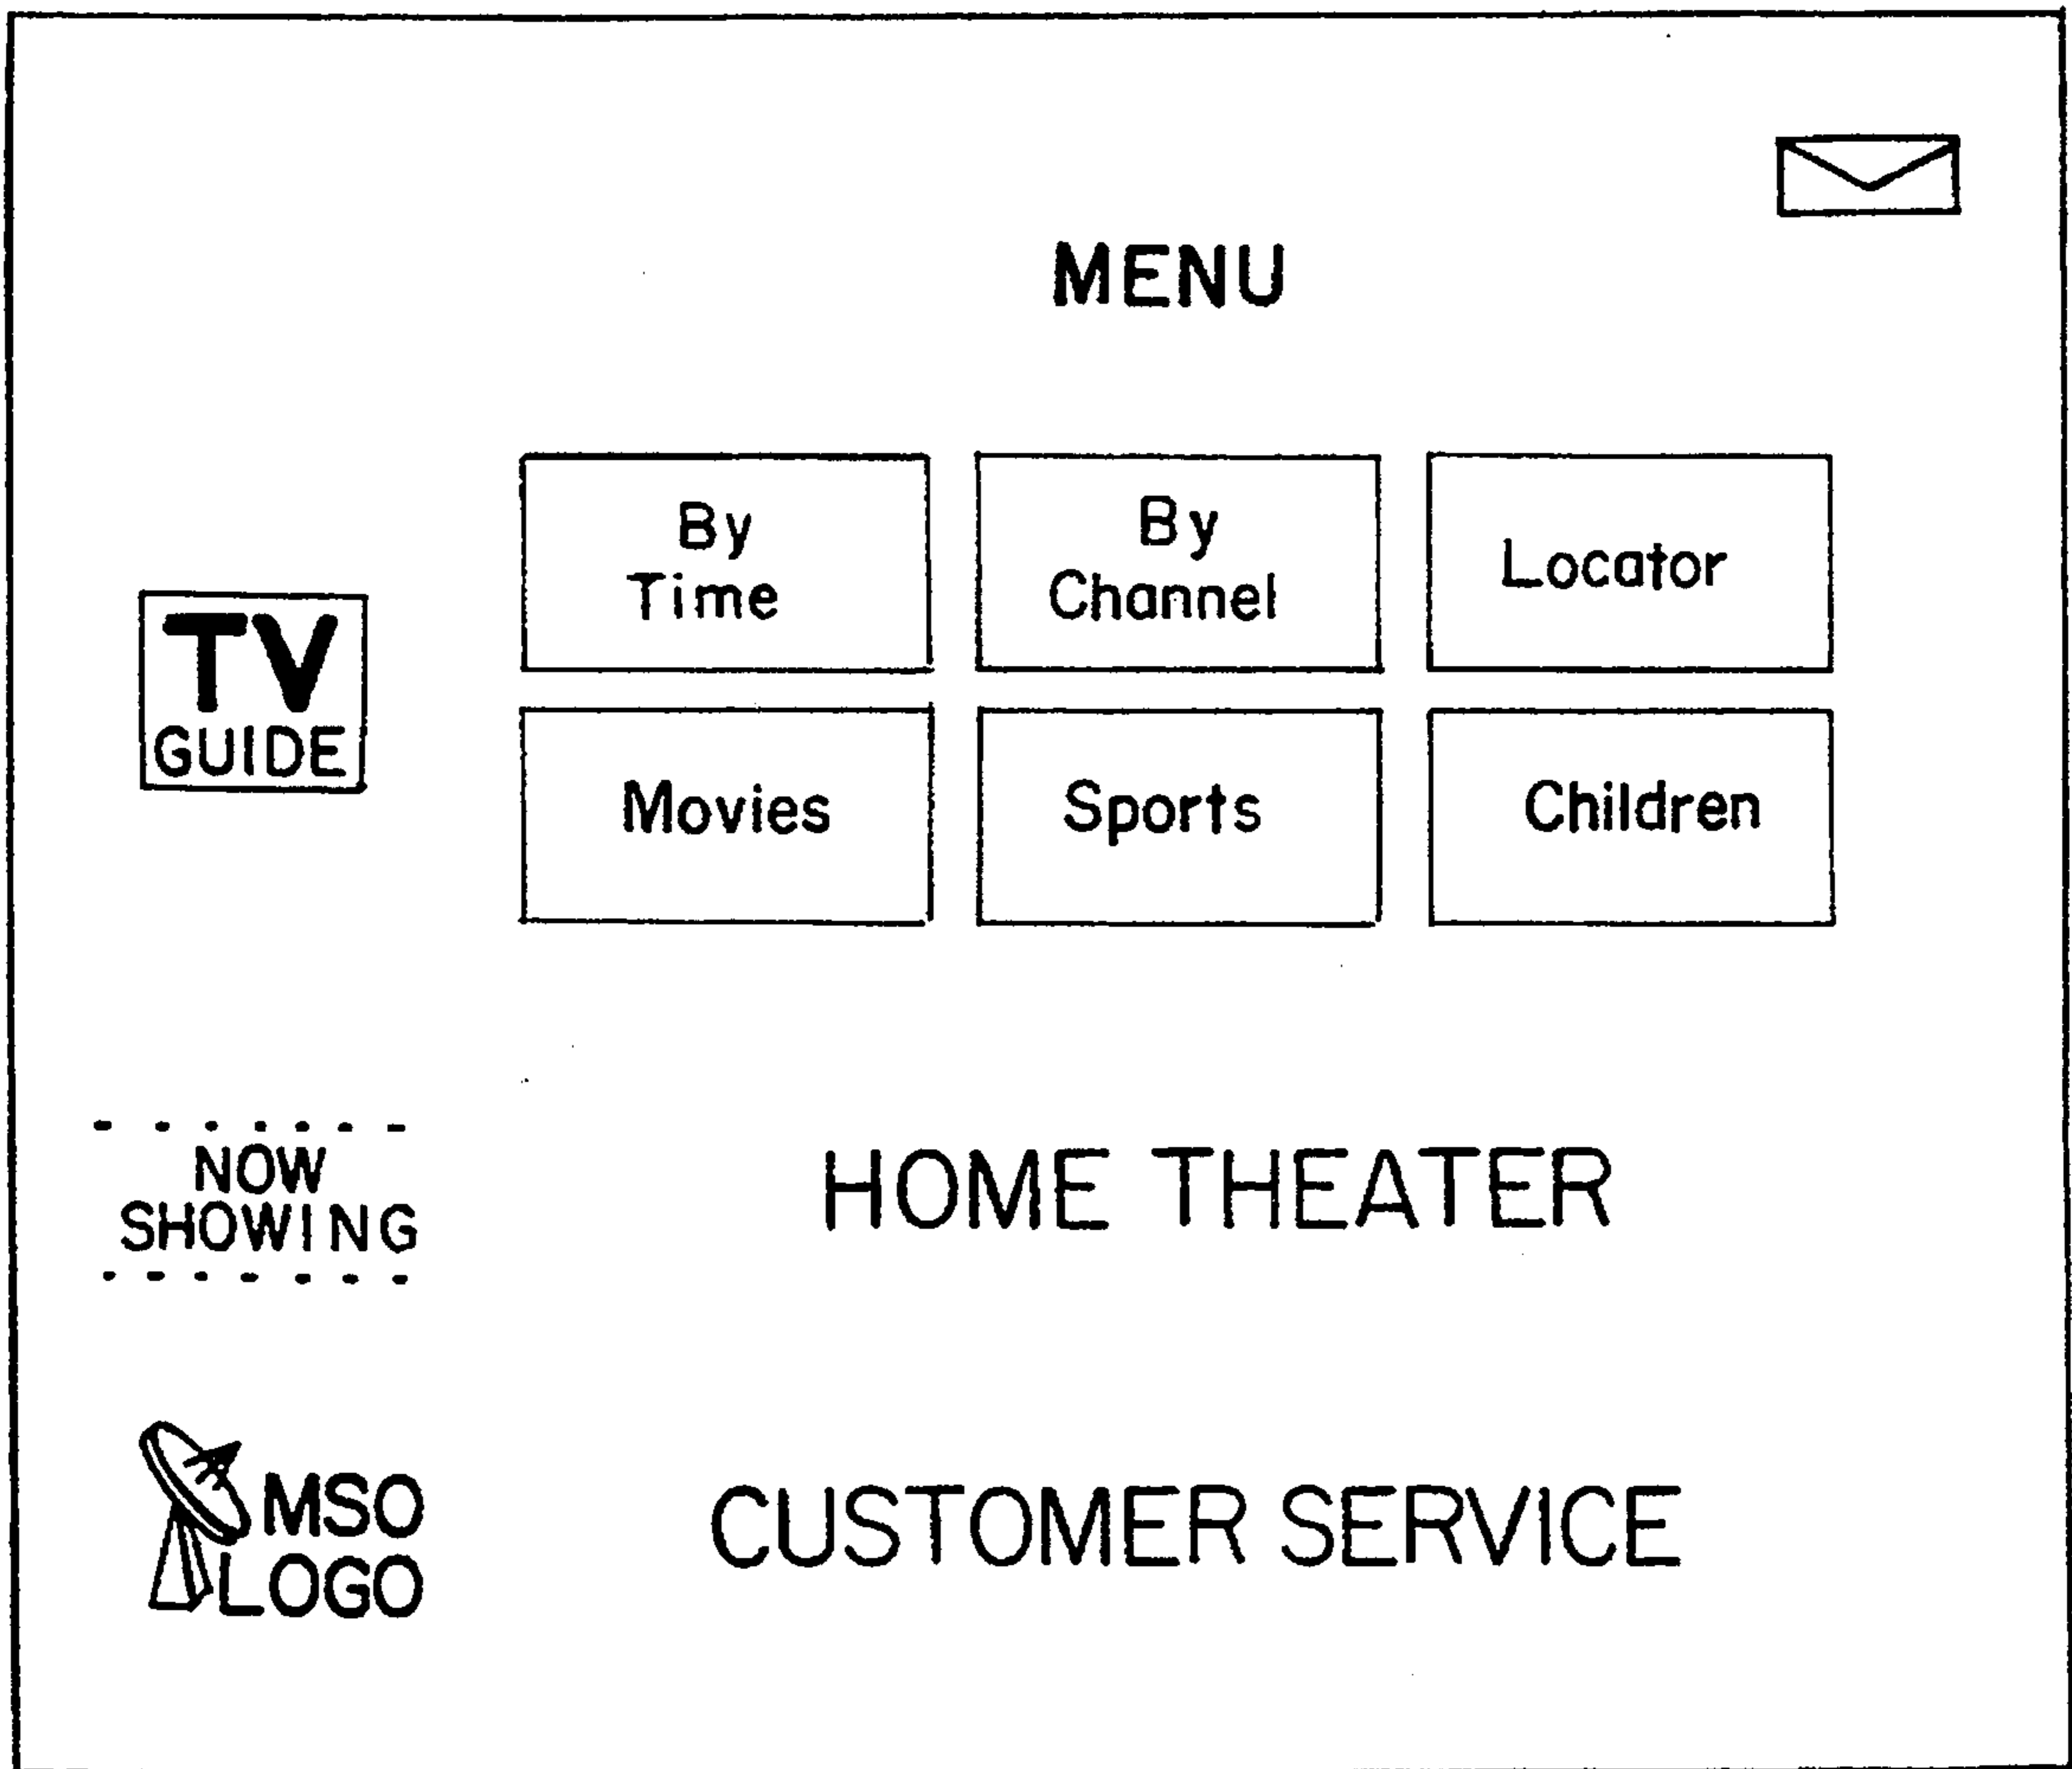 MENU
By
Time
By
Channel
Locator
TV
GUIDE
Movies
Sports
Children
NOW
SHOWING
HOME THEATER
MSO
LOGO
CUSTOMER SERVICE